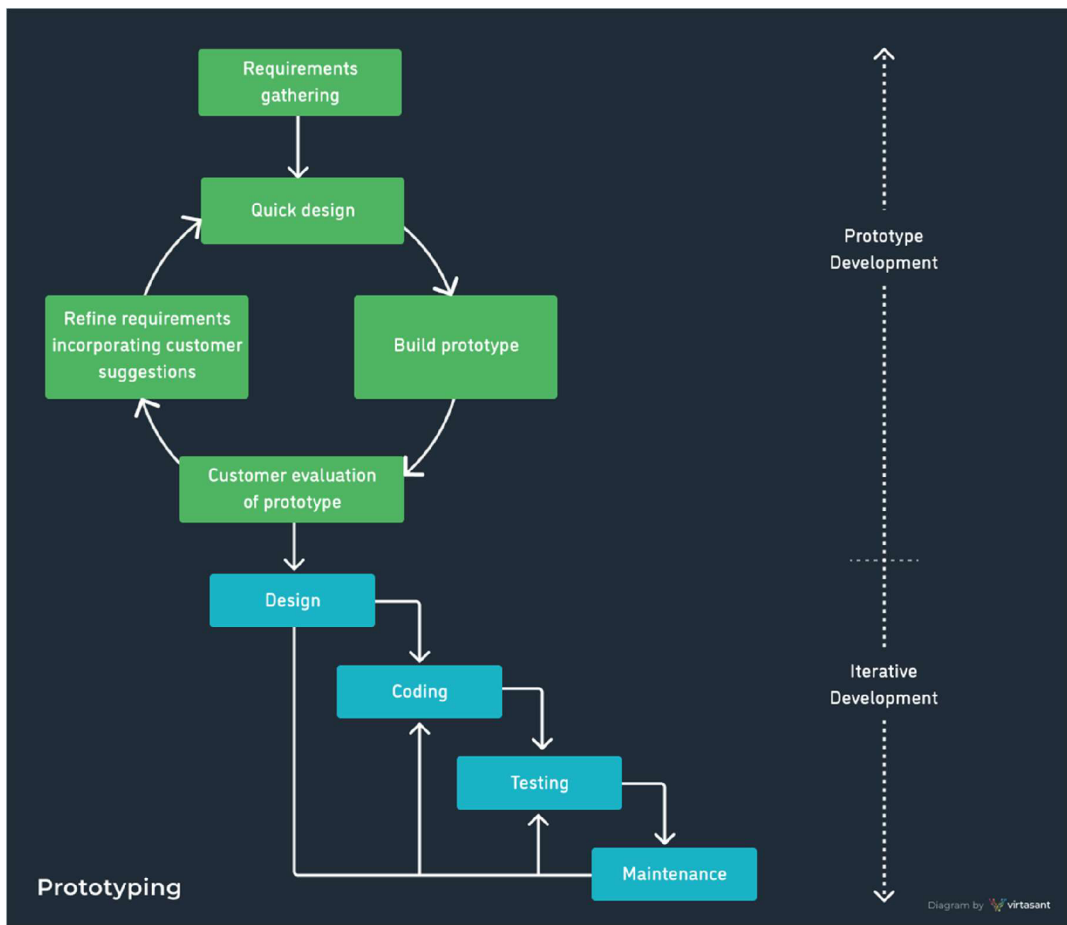 Requirements
gathering
Quick design
Prototype
Development
Refine requirements
incorporating customer
suggestions
Build prototype
Customer evaluation
of prototype
Design
Iterative
Development
Coding
Testing
Maintenance
Prototyping
Diagram by virtasant